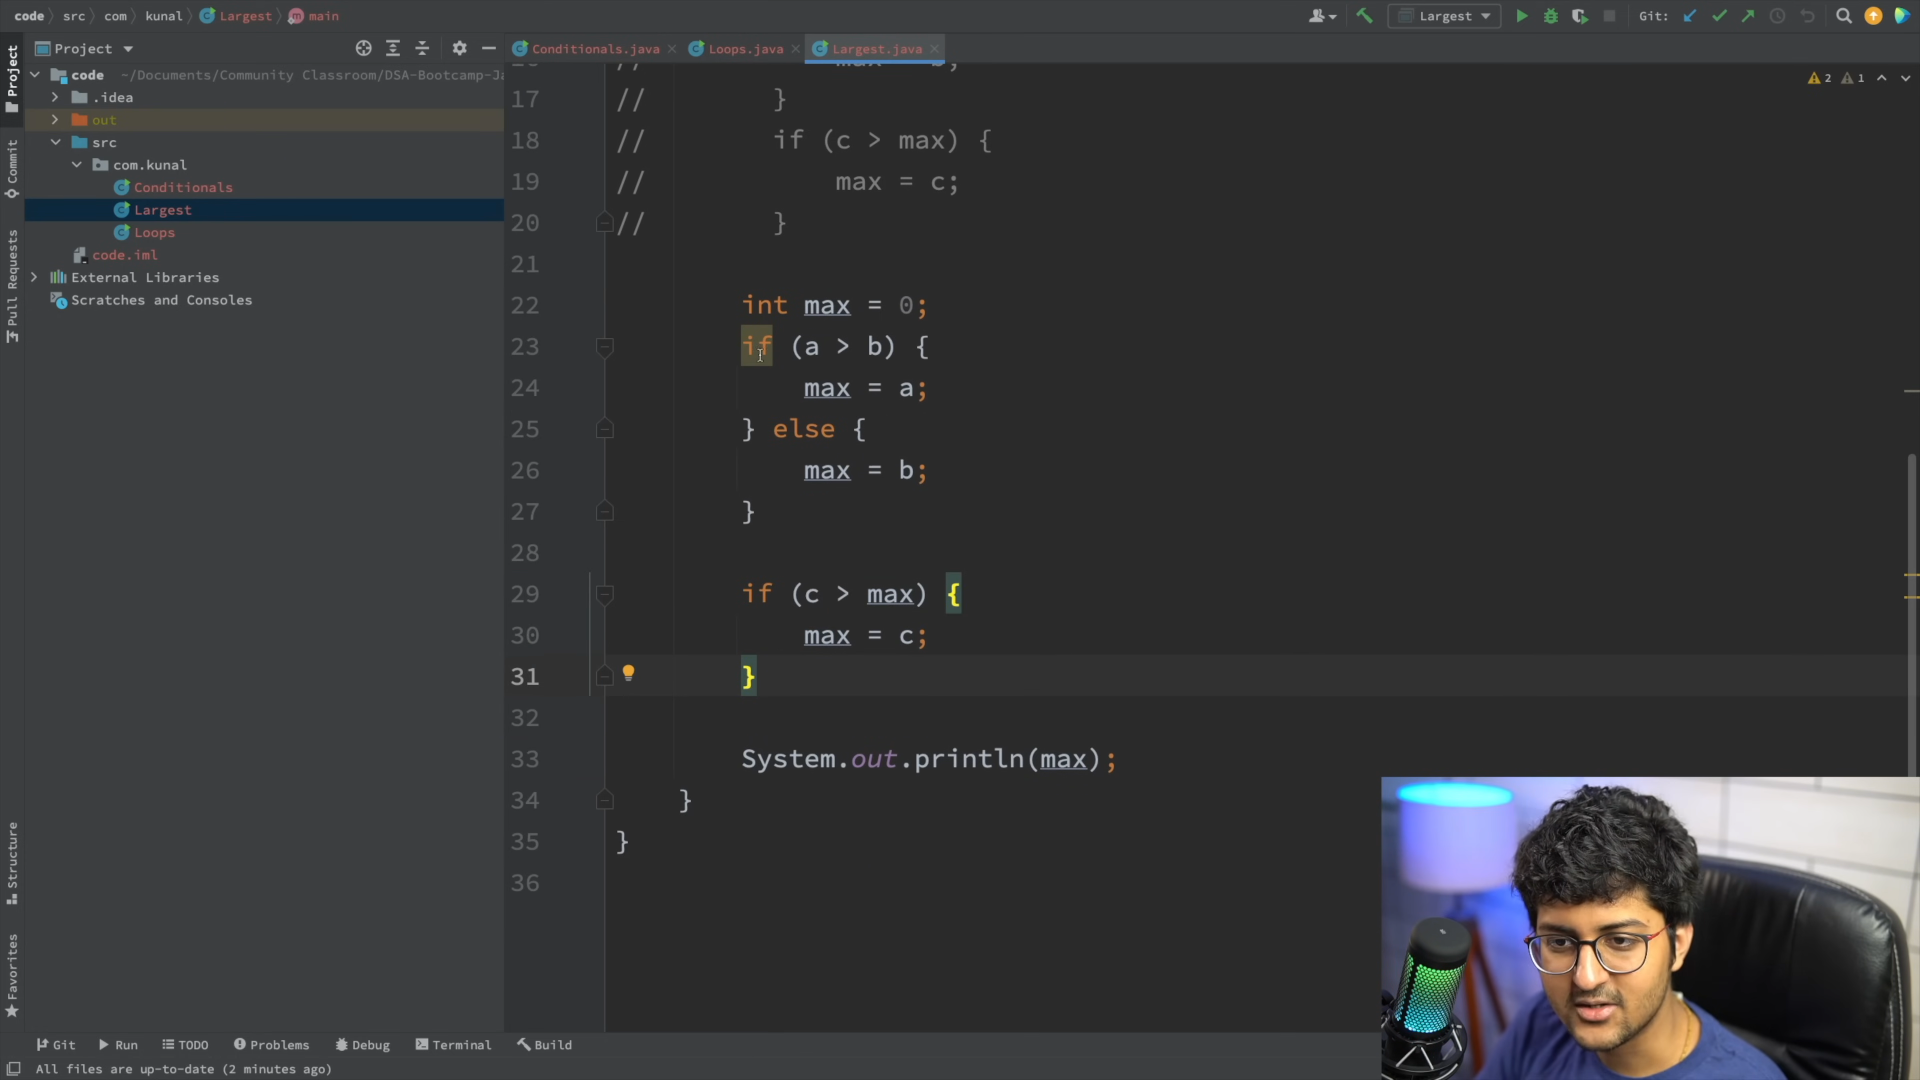 code src com kunal Largest main Largest Git:
Project Conditionals.java Loops.java Largest.java
code ~/Documents/Community Classroom/DSA-Bootcamp-Ja
.idea
out
src
com.kunal
Conditionals
Largest
Loops
code.iml
External Libraries
Scratches and Consoles
Project
Commit
Pull Requests
Structure
Favorites
2 1
17 // }
18 // if (c > max) {
19 // max = c;
20 // }
21
22 int max = 0;
23 if (a > b) {
24 max = a;
25 } else {
26 max = b;
27 }
28
29 if (c > max) {
30 max = c;
31 }
32
33 System.out.println(max);
34 }
35 }
36
Git Run TODO Problems Debug Terminal Build
All files are up-to-date (2 minutes ago)